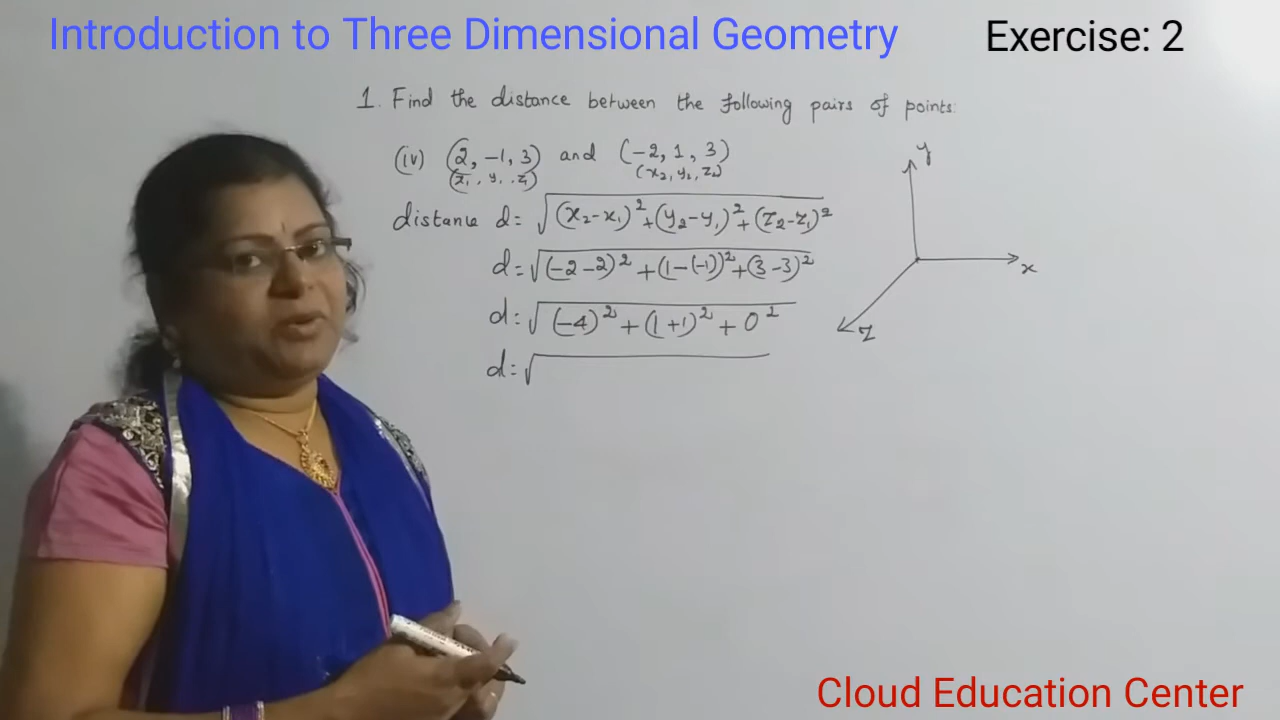 Introduction to Three Dimensional Geometry Exercise: 2
1. Find the distance between the following pairs of points:
(iv) (2, -1, 3) and (-2, 1, 3)
(x₁, y₁, z₁) (x₂, y₂, z₂)
distance d = √(x₂-x₁)² + (y₂-y₁)² + (z₂-z₁)²
d = √(-2-2)² + (1-(-1))² + (3-3)²
d = √(-4)² + (1+1)² + 0²
d = √
y
x
z
Cloud Education Center